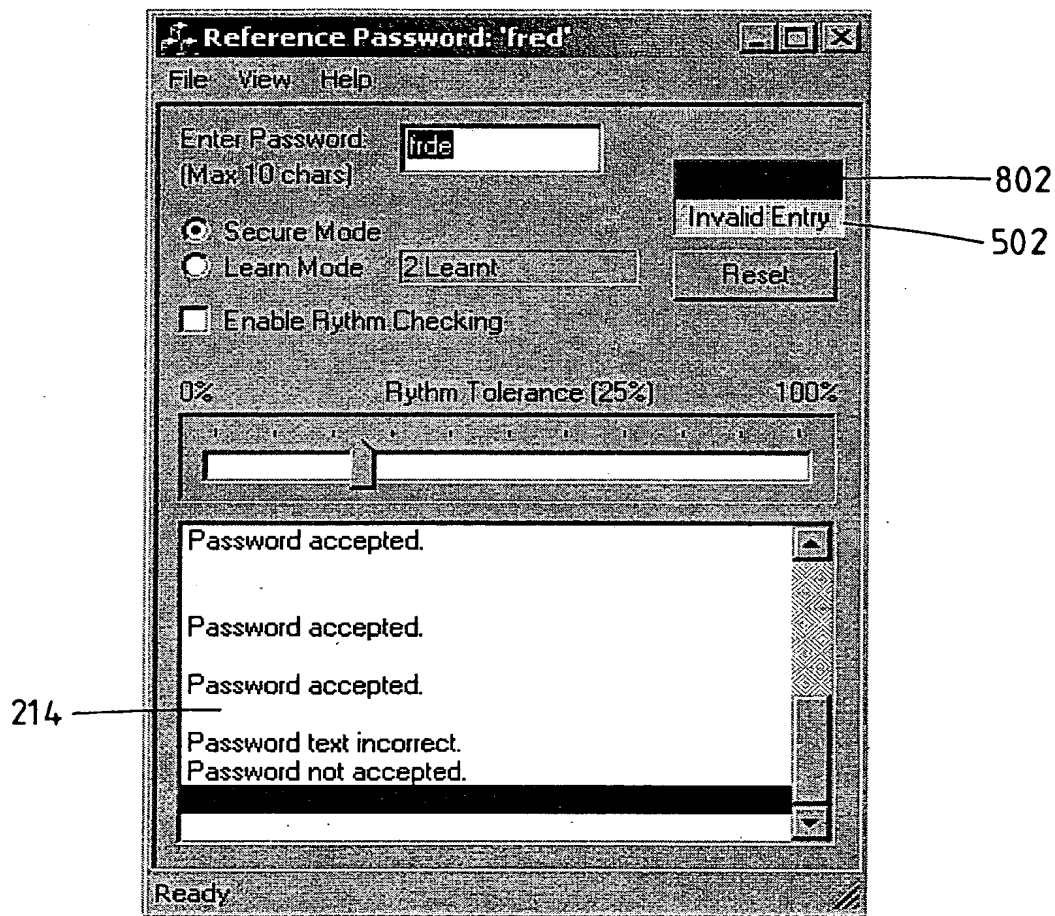 Reference Password: 'fred'
File View Help
Enter Password:
(Max 10 chars)
frde
802
Invalid Entry
502
Secure Mode
Learn Mode
2 Learnt
Reset
Enable Rythm Checking
0% Rythm Tolerance (25%) 100%
Password accepted.
Password accepted.
Password accepted.
214
Password text incorrect.
Password not accepted.
Ready